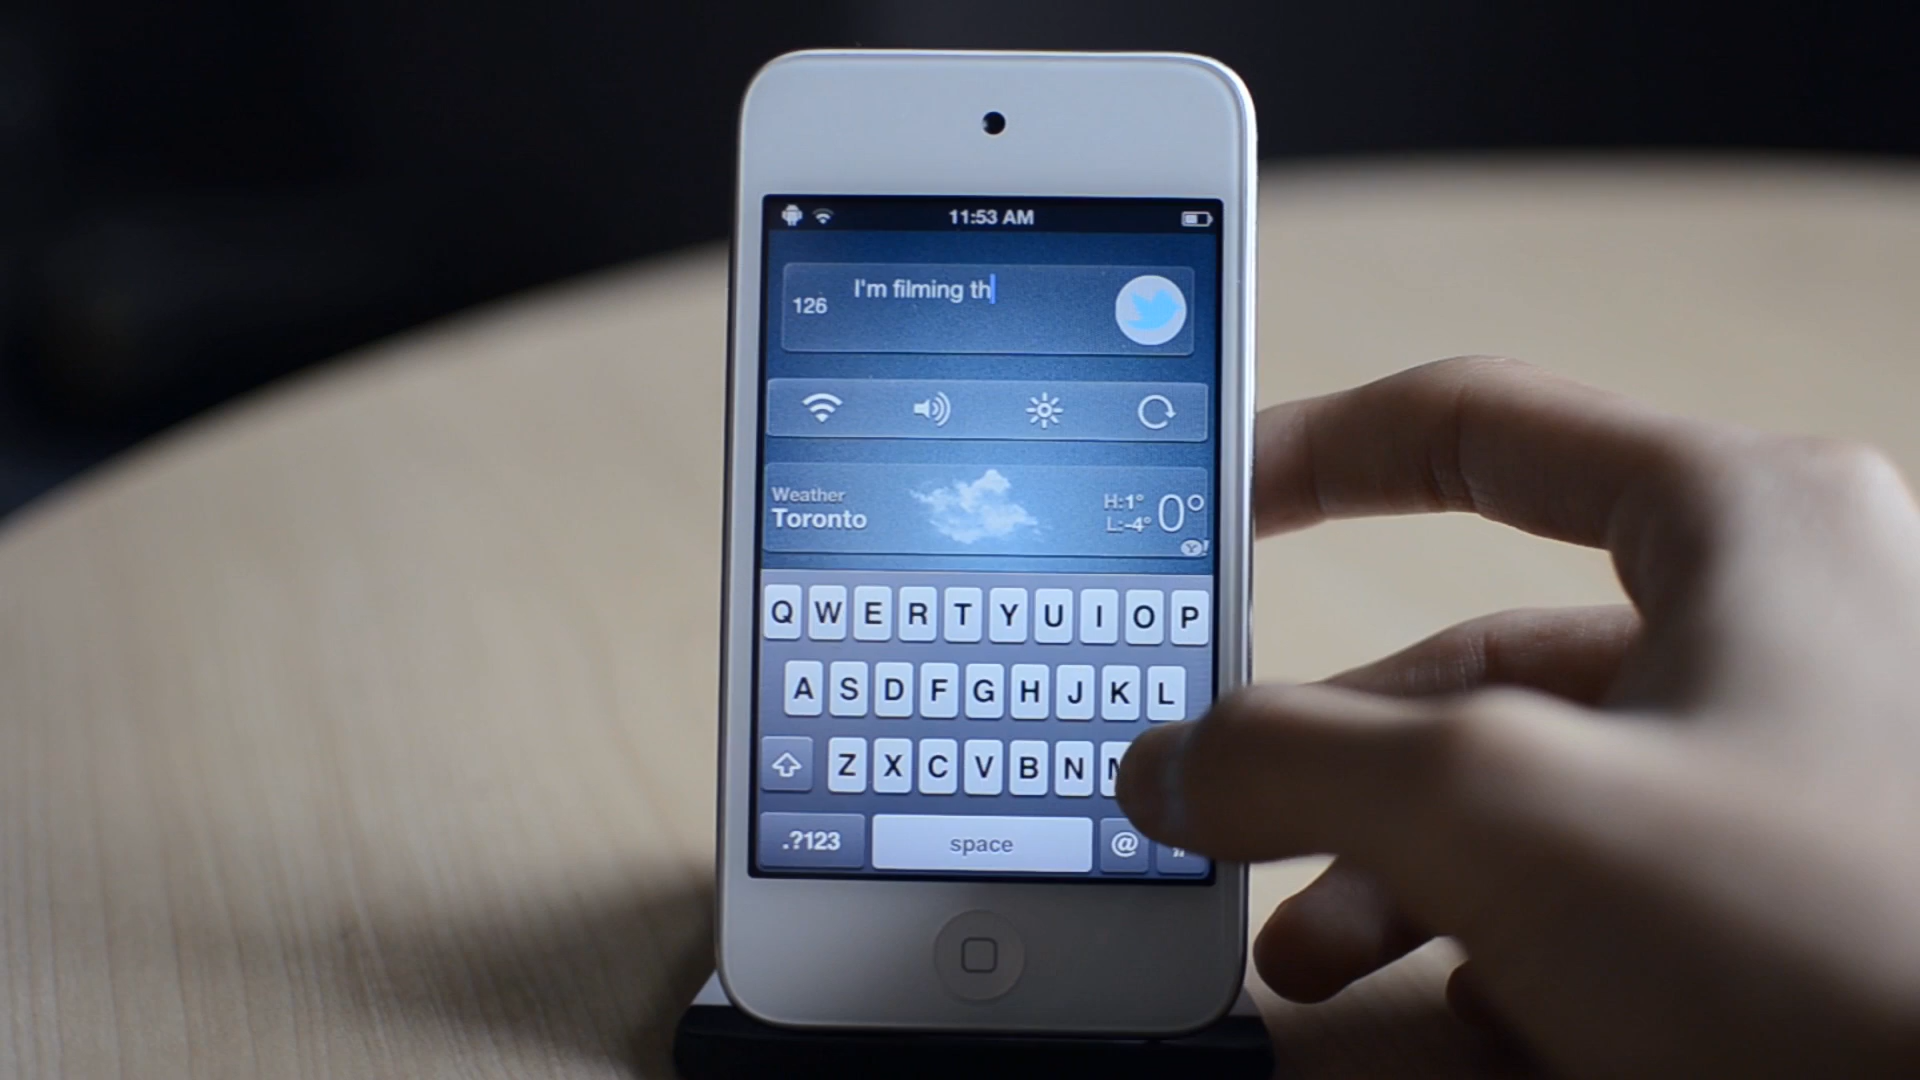 11:53 AM
126
I'm filming th
Weather
Toronto
H:1°
L:-4°
0°
Y!
Q W E R T Y U I O P
A S D F G H J K L
Z X C V B N
.?123
space
@